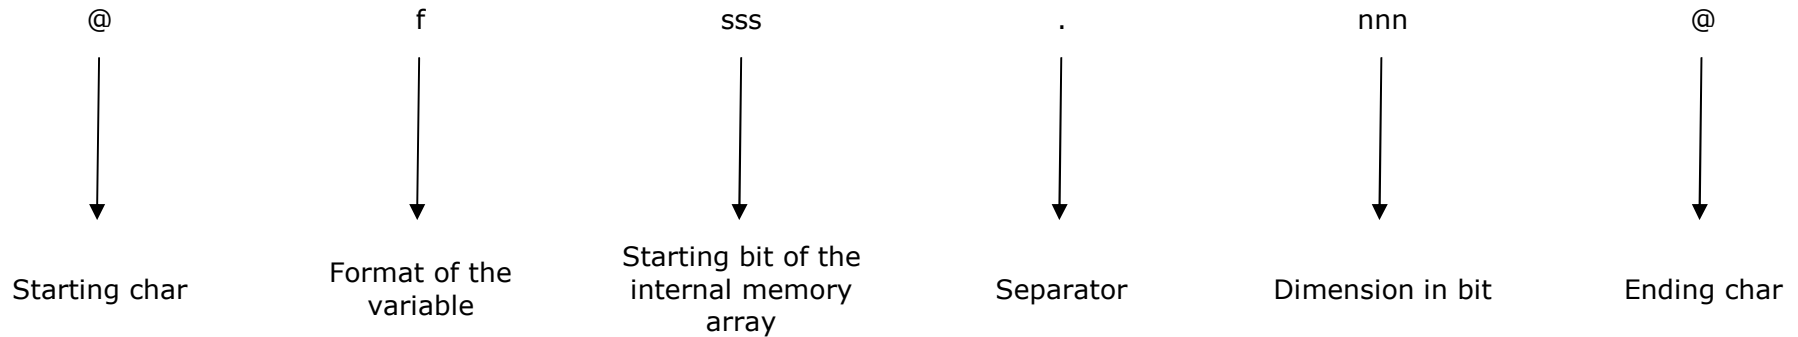 @ f sss . nnn @
Starting char
Format of the
variable
Starting bit of the
internal memory
array
Separator
Dimension in bit
Ending char